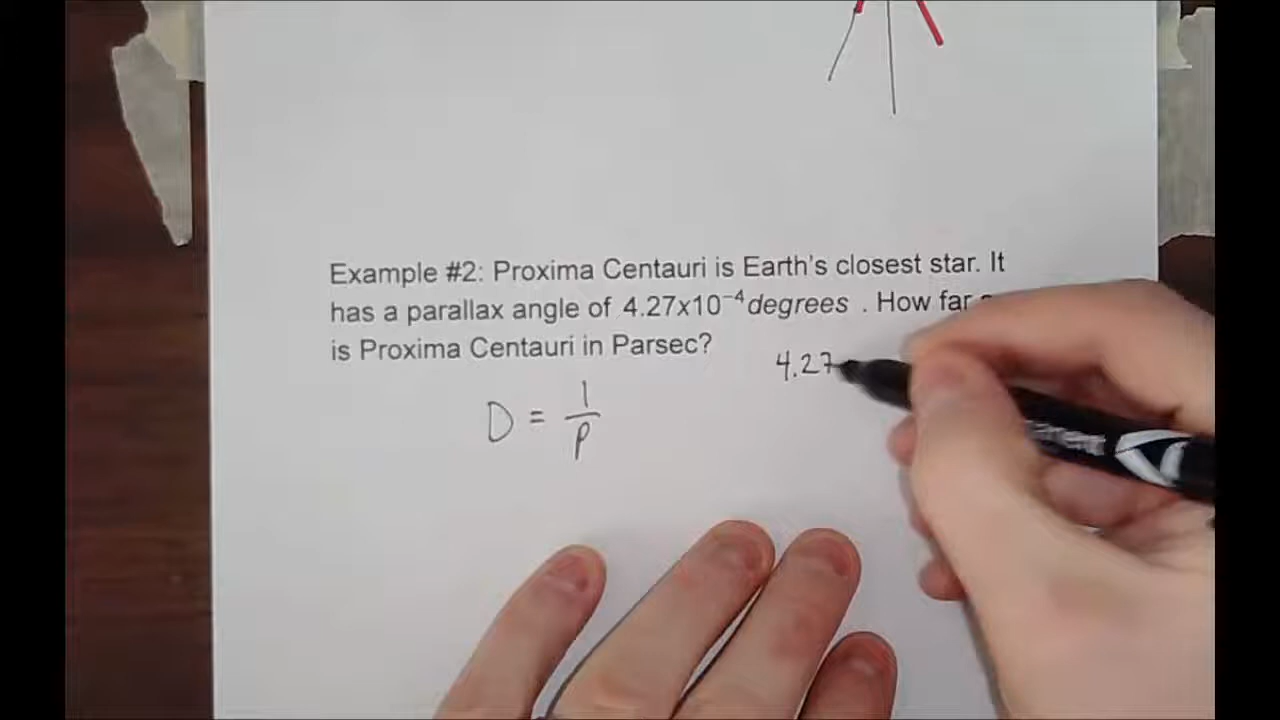 Example #2: Proxima Centauri is Earth's closest star. It
has a parallax angle of 4.27x10⁻⁴ degrees . How far
is Proxima Centauri in Parsec?
4.27
D = 1/P